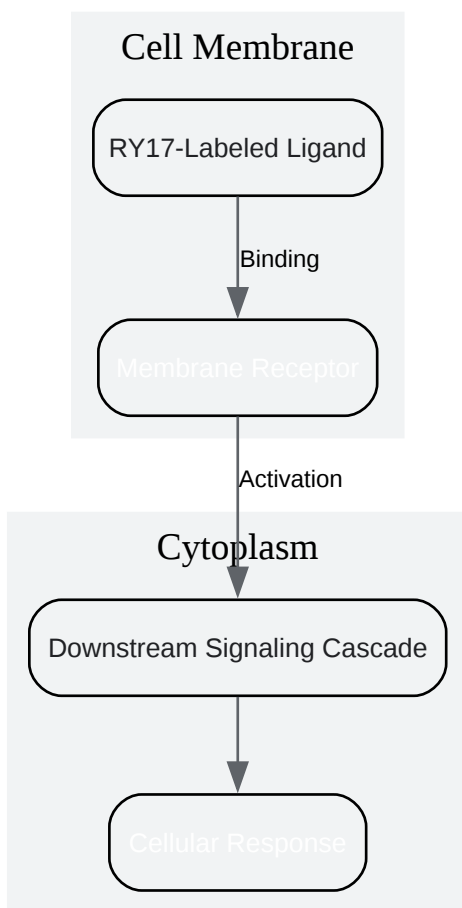 Cell Membrane
RY17-Labeled Ligand
Binding
Membrane Receptor
Activation
Cytoplasm
Downstream Signaling Cascade
Cellular Response